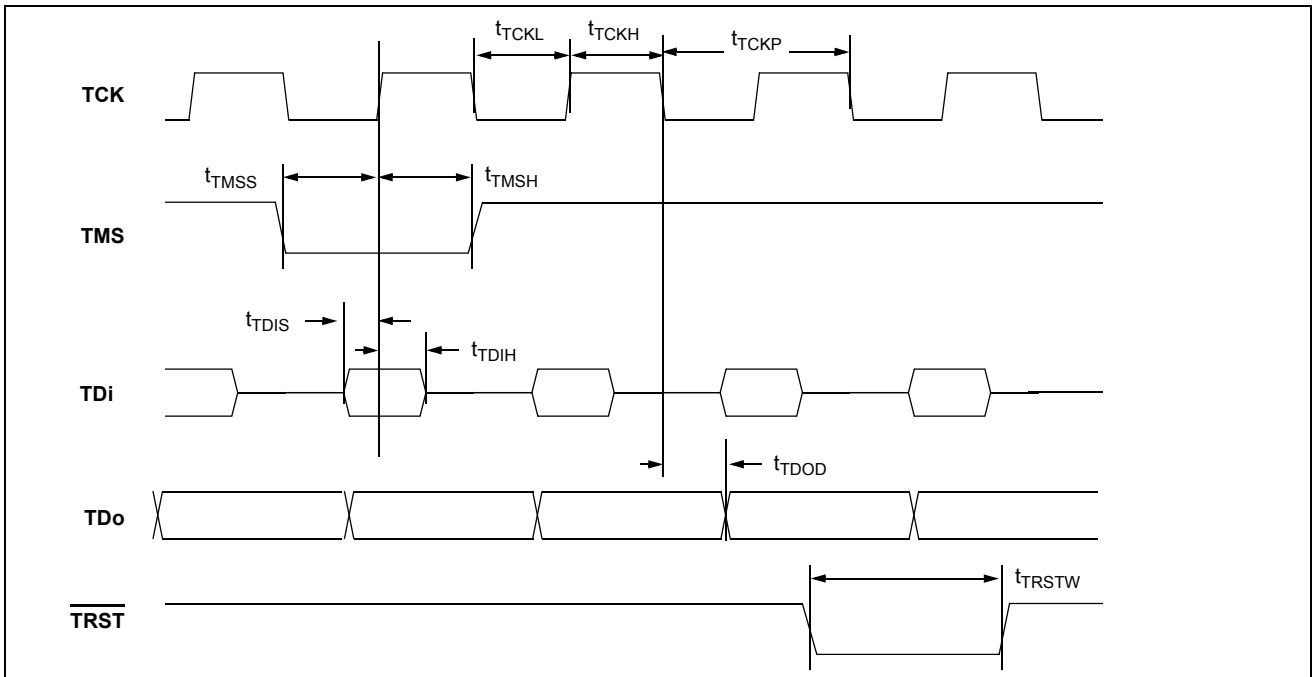 tTCKL tTCKH tTCKP
TCK
tTMSS tTMSH
TMS
tTDIS
tTDIH
TDi
tTDOD
TDo
tTRSTW
TRST